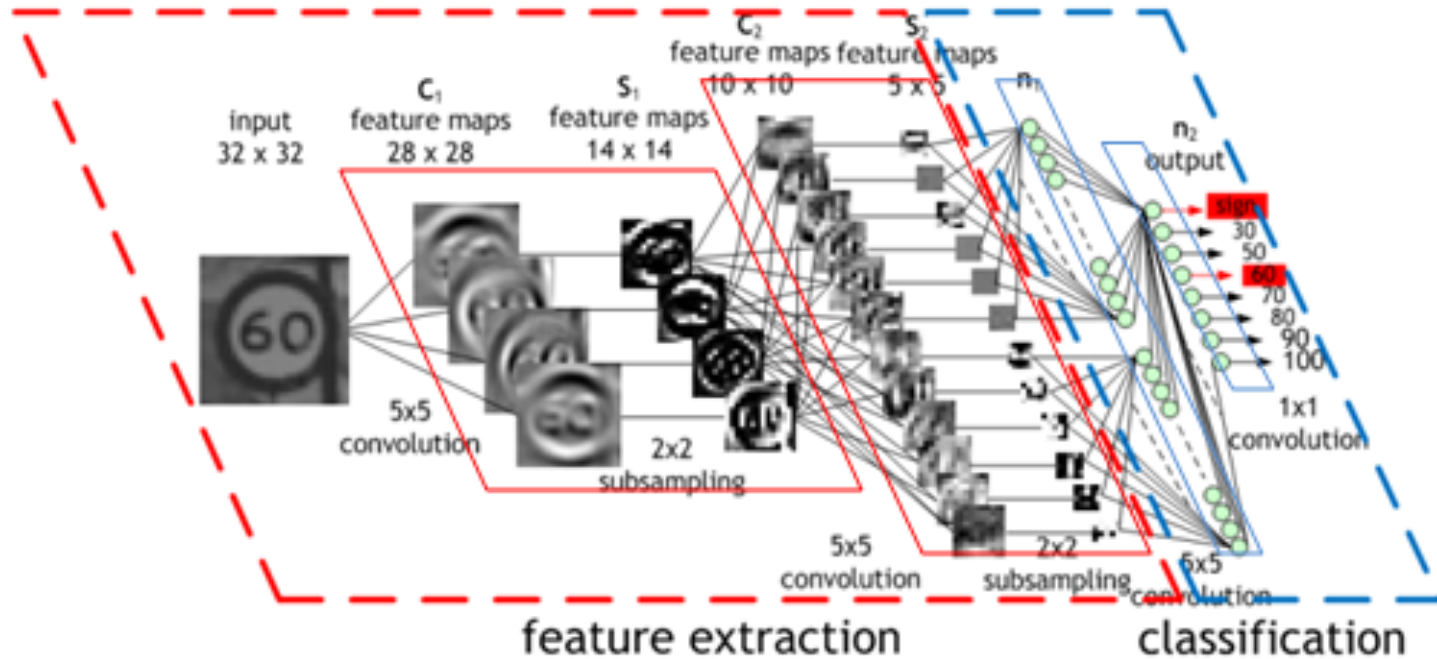 input
32 x 32
C1
feature maps
28 x 28
S1
feature maps
14 x 14
C2
feature maps
10 x 10
S2
feature maps
5 x 5
n1
n2
output
60
sign
30
50
60
70
80
90
100
5x5
convolution
2x2
subsampling
5x5
convolution
2x2
subsampling
5x5
convolution
1x1
convolution
feature extraction
classification